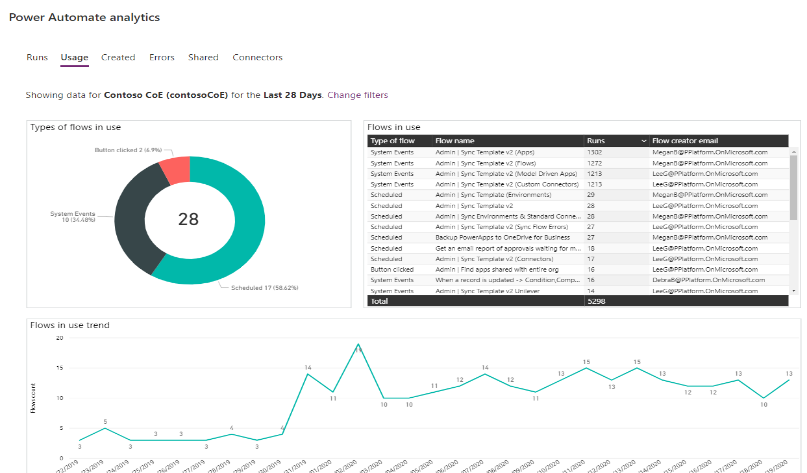 Power Automate analytics
Runs Usage Created Errors Shared Connectors
Showing data for Contoso CoE (contosoCoE) for the Last 28 Days. Change filters
Types of flows in use
Button clicked 2 (6.9%)
System Events
10 (34.48%)
28
Scheduled 17 (58.62%)
Flows in use
Type of flow Flow name Runs Flow creator email
System Events Admin | Sync Template v2 (Apps) 1302 MeganB@PPlatform.OnMicrosoft.com
System Events Admin | Sync Template v2 (Flows) 1272 MeganB@PPlatform.OnMicrosoft.com
System Events Admin | Sync Template v2 (Model Driven Apps) 1213 LeeG@PPlatform.OnMicrosoft.com
System Events Admin | Sync Template v2 (Custom Connectors) 1213 LeeG@PPlatform.OnMicrosoft.com
Scheduled Admin | Sync Template v2 (Environments) 29 MeganB@PPlatform.OnMicrosoft.com
Scheduled Admin | Sync Template v2 28 LeeG@PPlatform.OnMicrosoft.com
Scheduled Admin | Sync Environments & Standard Conne... 28 MeganB@PPlatform.OnMicrosoft.com
Scheduled Admin | Sync Template v2 (Sync Flow Errors) 27 LeeG@PPlatform.OnMicrosoft.com
Scheduled Backup PowerApps to OneDrive for Business 27 MeganB@PPlatform.OnMicrosoft.com
Scheduled Get an email report of approvals waiting for m... 18 LeeG@PPlatform.OnMicrosoft.com
Scheduled Admin | Sync Template v2 (Connectors) 17 LeeG@PPlatform.OnMicrosoft.com
Button clicked Admin | Find apps shared with entire org 16 LeeG@PPlatform.OnMicrosoft.com
System Events When a record is updated -> Condition,Comp... 16 DebraB@PPlatform.OnMicrosoft.com
System Events Admin | Sync Template v2 Unilever 14 LeeG@PPlatform.OnMicrosoft.com
Total 5298
Flows in use trend
Flows count
20
15
10
5
0
3 5 3 3 3 3 4 3 4 14 11 19 10 10 11 12 14 12 11 13 15 13 15 13 12 12 13 10 13